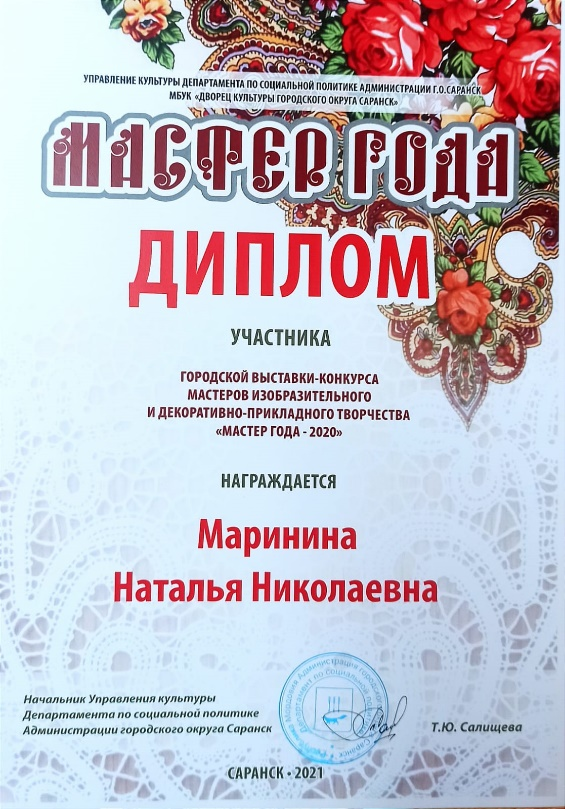 УПРАВЛЕНИЕ КУЛЬТУРЫ ДЕПАРТАМЕНТА ПО СОЦИАЛЬНОЙ ПОЛИТИКЕ АДМИНИСТРАЦИИ Г.О.САРАНСК
МБУК «ДВОРЕЦ КУЛЬТУРЫ ГОРОДСКОГО ОКРУГА САРАНСК»
МАСТЕР ГОДА
ДИПЛОМ
УЧАСТНИКА
ГОРОДСКОЙ ВЫСТАВКИ-КОНКУРСА
МАСТЕРОВ ИЗОБРАЗИТЕЛЬНОГО
И ДЕКОРАТИВНО-ПРИКЛАДНОГО ТВОРЧЕСТВА
«МАСТЕР ГОДА - 2020»
НАГРАЖДАЕТСЯ
Маринина
Наталья Николаевна
Начальник Управления культуры
Департамента по социальной политике
Администрации городского округа Саранск
Т.Ю. Салищева
САРАНСК • 2021